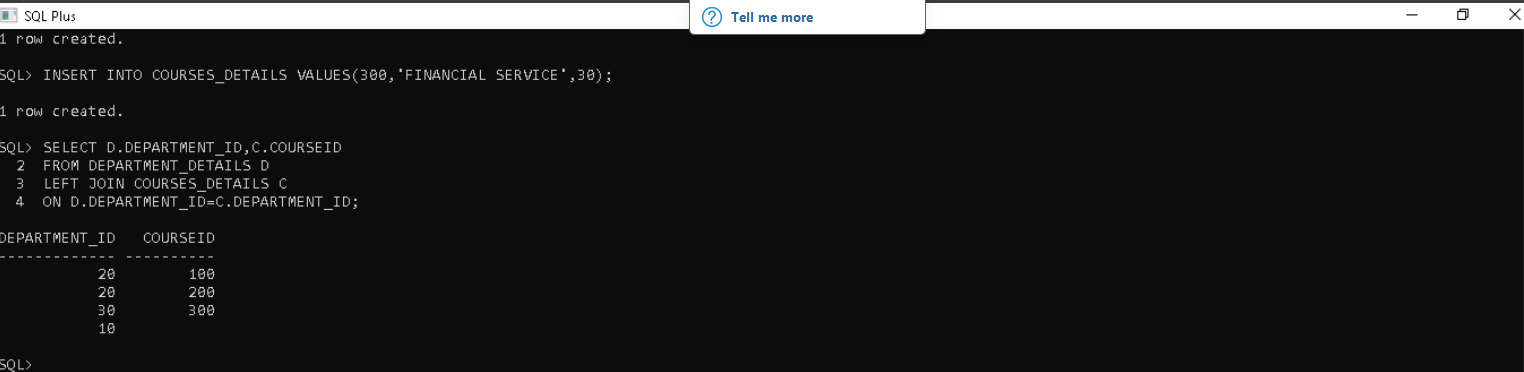 SQL Plus
Tell me more
1 row created.
SQL> INSERT INTO COURSES_DETAILS VALUES(300,'FINANCIAL SERVICE',30);
1 row created.
SQL> SELECT D.DEPARTMENT_ID,C.COURSEID
2 FROM DEPARTMENT_DETAILS D
3 LEFT JOIN COURSES_DETAILS C
4 ON D.DEPARTMENT_ID=C.DEPARTMENT_ID;
DEPARTMENT_ID COURSEID
------------- ----------
20 100
20 200
30 300
10
SQL>